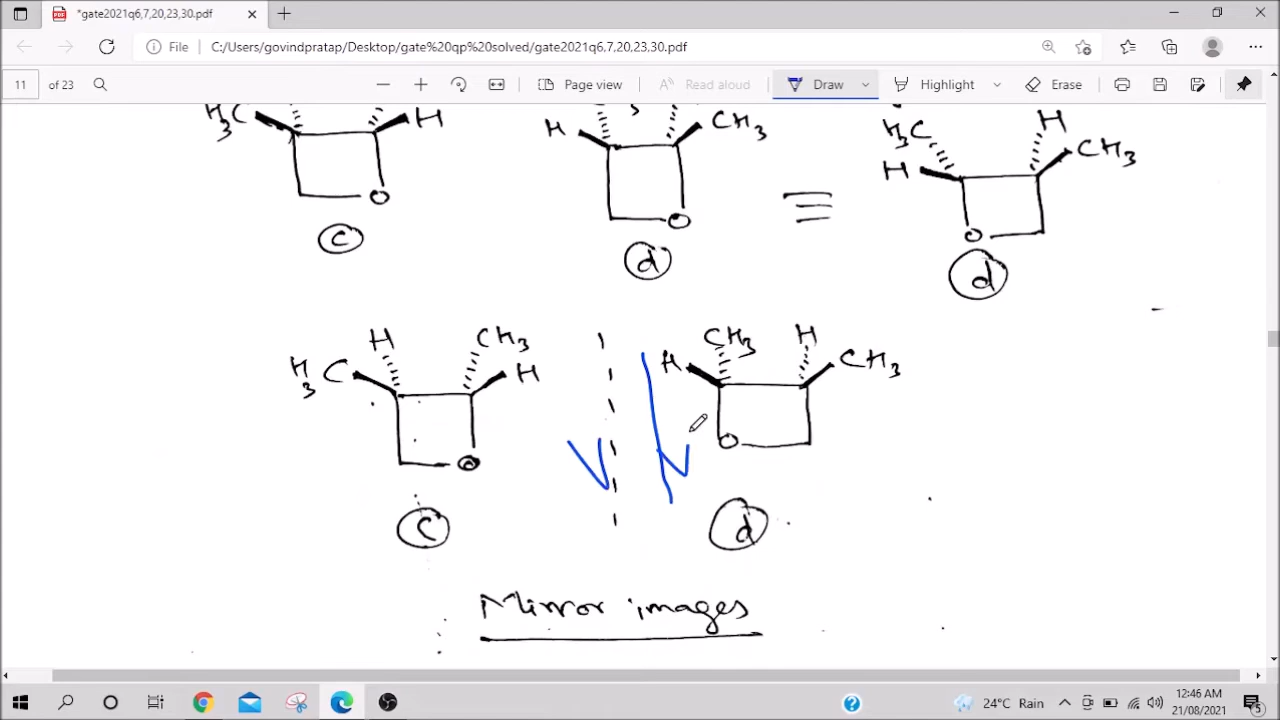 *gate2021q6,7,20,23,30.pdf
File C:/Users/govindpratap/Desktop/gate%20qp%20solved/gate2021q6,7,20,23,30.pdf
11 of 23 Page view Read aloud Draw Highlight Erase
H3C H
O
c
H CH3
O
d
H3C H
H CH3
O
d
H CH3
H3C H
O
c
CH3 H
H CH3
O
d
Mirror images
24°C Rain
12:46 AM
21/08/2021
5